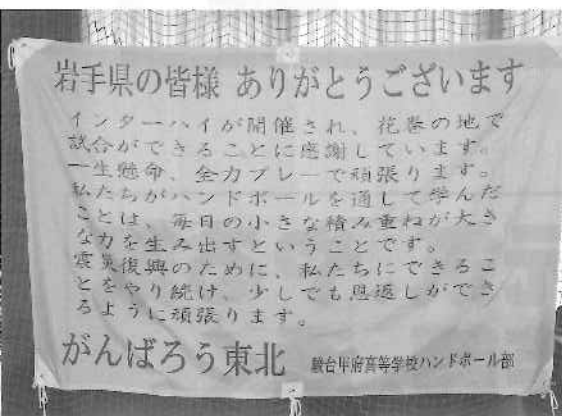 岩手県の皆様 ありがとうございます
インターハイが開催され、花巻の地で
試合ができることに感謝しています。
一生懸命、全力プレーで頑張ります。
私たちがハンドボールを通して学んだ
ことは、毎日の小さな積み重ねが大き
な力を生み出すということです。
震災復興のために、私たちにできるこ
とをやり続け、少しでも恩返しができ
るように頑張ります。
がんばろう東北 駿台甲府高等学校ハンドボール部